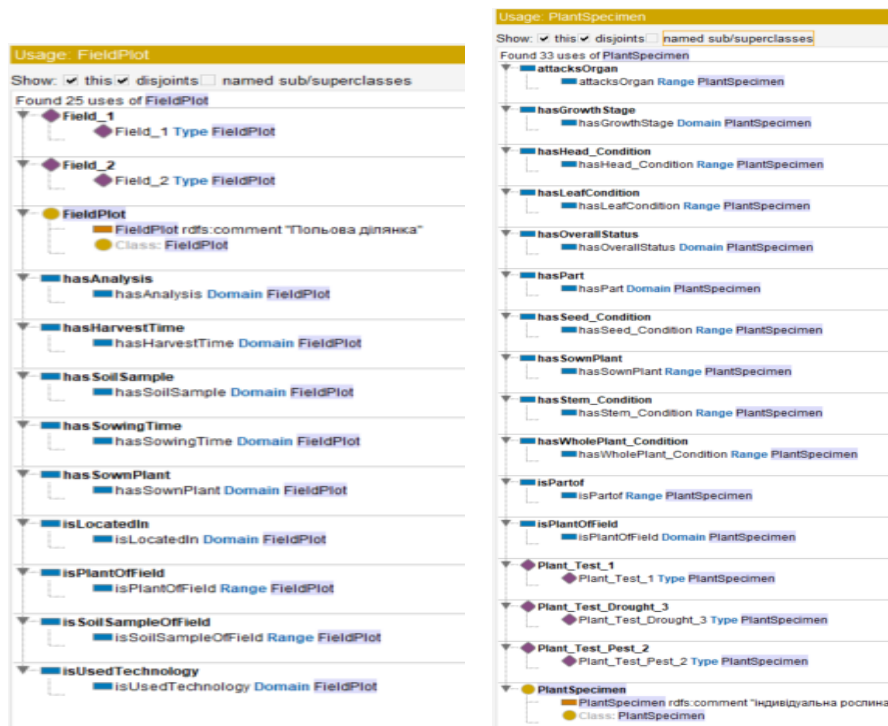 Usage: FieldPlot
Show: this disjoints named sub/superclasses
Found 25 uses of FieldPlot
Field_1
Field_1 Type FieldPlot
Field_2
Field_2 Type FieldPlot
FieldPlot
FieldPlot rdfs:comment "Польова ділянка"
Class: FieldPlot
hasAnalysis
hasAnalysis Domain FieldPlot
hasHarvestTime
hasHarvestTime Domain FieldPlot
hasSoilSample
hasSoilSample Domain FieldPlot
hasSowingTime
hasSowingTime Domain FieldPlot
hasSownPlant
hasSownPlant Domain FieldPlot
isLocatedIn
isLocatedIn Domain FieldPlot
isPlantOfField
isPlantOfField Range FieldPlot
isSoilSampleOfField
isSoilSampleOfField Range FieldPlot
isUsedTechnology
isUsedTechnology Domain FieldPlot
Usage: PlantSpecimen
Show: this disjoints named sub/superclasses
Found 33 uses of PlantSpecimen
attacksOrgan
attacksOrgan Range PlantSpecimen
hasGrowthStage
hasGrowthStage Domain PlantSpecimen
hasHead_Condition
hasHead_Condition Range PlantSpecimen
hasLeafCondition
hasLeafCondition Range PlantSpecimen
hasOverallStatus
hasOverallStatus Domain PlantSpecimen
hasPart
hasPart Domain PlantSpecimen
hasSeed_Condition
hasSeed_Condition Range PlantSpecimen
hasSownPlant
hasSownPlant Range PlantSpecimen
hasStem_Condition
hasStem_Condition Range PlantSpecimen
hasWholePlant_Condition
hasWholePlant_Condition Range PlantSpecimen
isPartof
isPartof Range PlantSpecimen
isPlantOfField
isPlantOfField Domain PlantSpecimen
Plant_Test_1
Plant_Test_1 Type PlantSpecimen
Plant_Test_Drought_3
Plant_Test_Drought_3 Type PlantSpecimen
Plant_Test_Pest_2
Plant_Test_Pest_2 Type PlantSpecimen
PlantSpecimen
PlantSpecimen rdfs:comment "Індивідуальна рослина
Class: PlantSpecimen